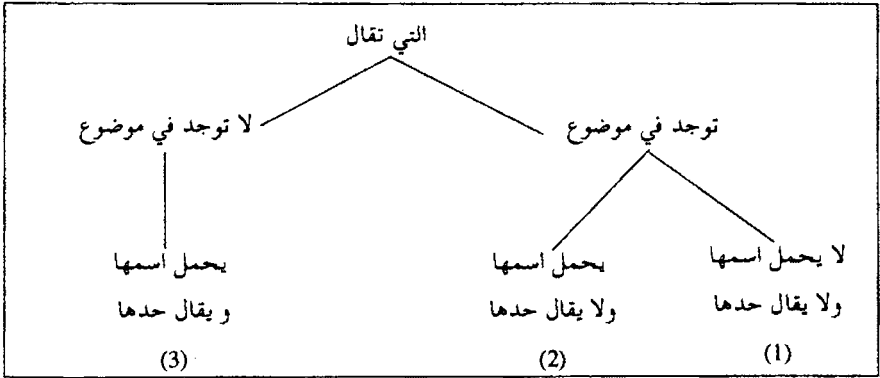 التي تقال
توجد في موضوع
لا توجد في موضوع
لا يحمل اسمها
ولا يقال حدها
(1)
يحمل اسمها
ولا يقال حدها
(2)
يحمل اسمها
و يقال حدها
(3)